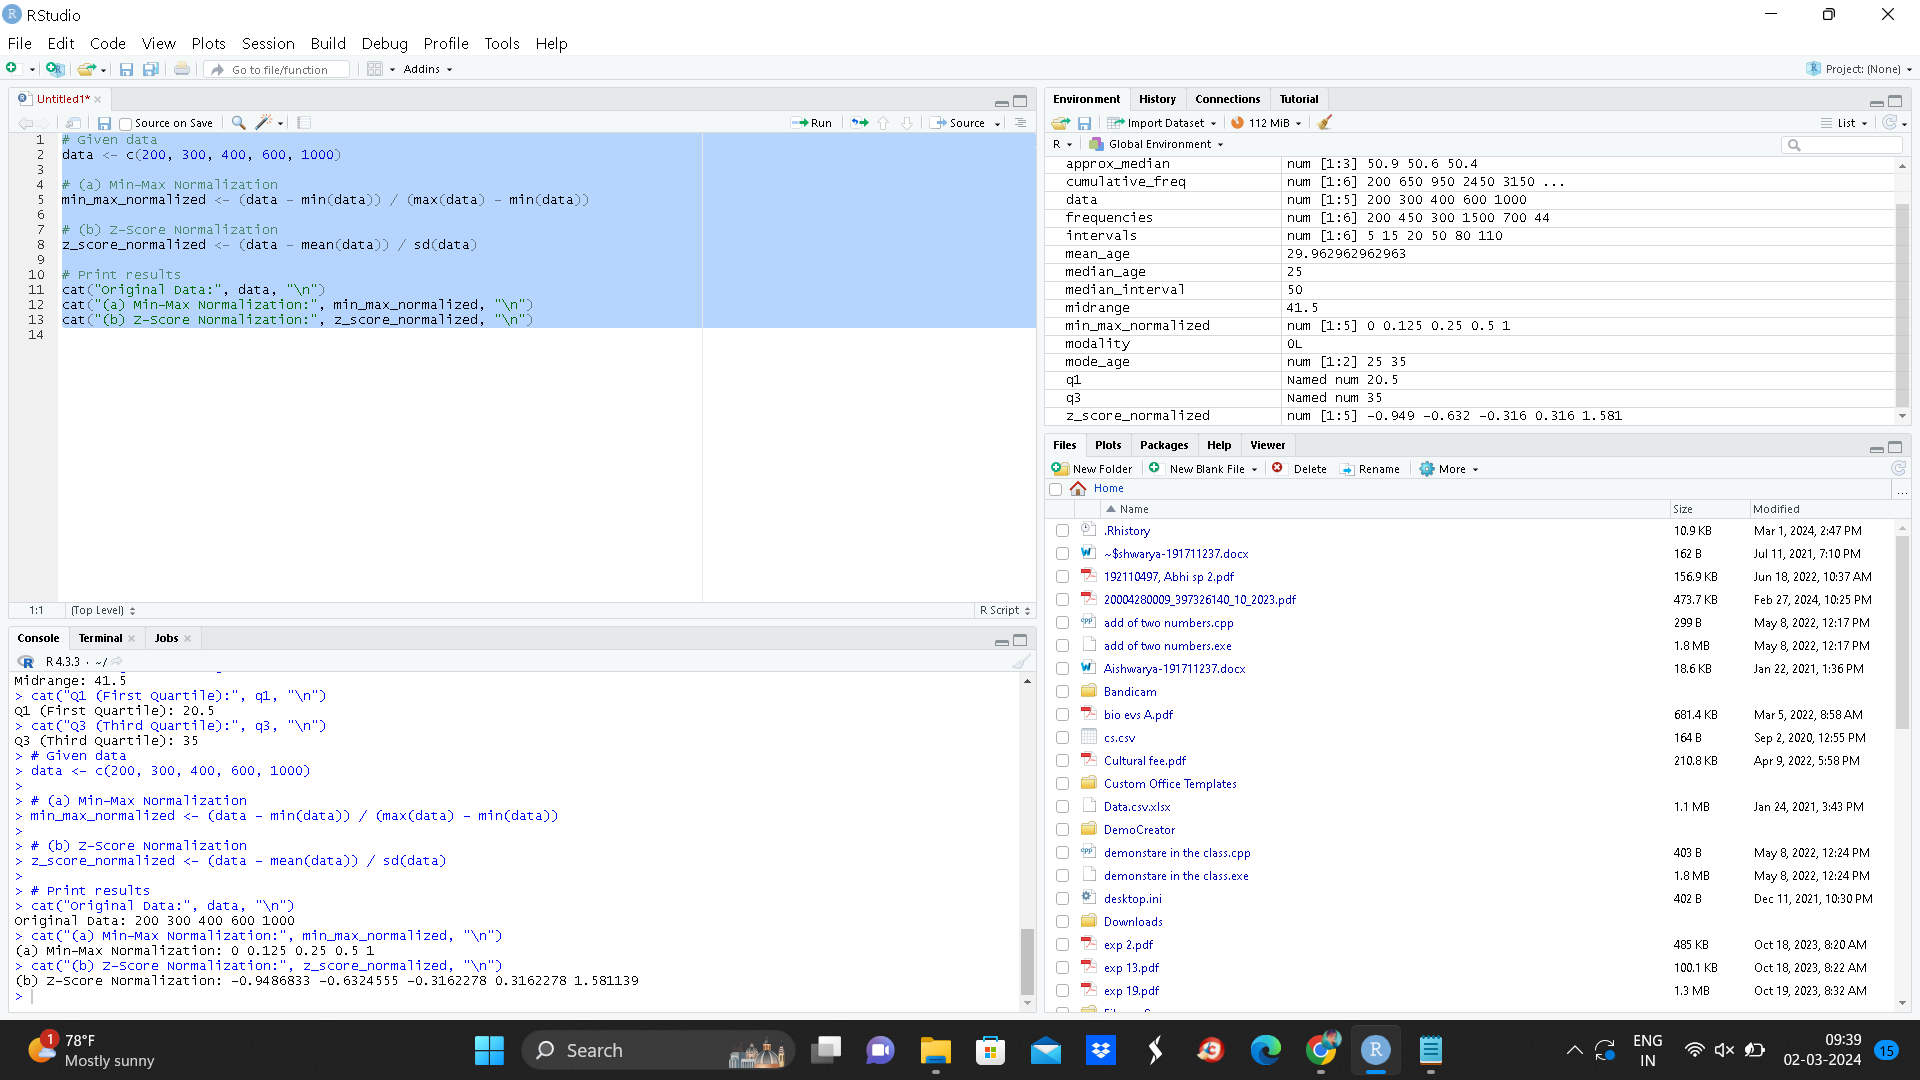 RStudio
File Edit Code View Plots Session Build Debug Profile Tools Help
Go to file/function Addins Project: (None)
Untitled1*
Source on Save Run Source
1 # Given data
2 data <- c(200, 300, 400, 600, 1000)
3
4 # (a) Min-Max Normalization
5 min_max_normalized <- (data - min(data)) / (max(data) - min(data))
6
7 # (b) Z-Score Normalization
8 z_score_normalized <- (data - mean(data)) / sd(data)
9
10 # Print results
11 cat("Original Data:", data, "\n")
12 cat("(a) Min-Max Normalization:", min_max_normalized, "\n")
13 cat("(b) Z-Score Normalization:", z_score_normalized, "\n")
14
1:1 (Top Level) R Script
Console Terminal Jobs
R 4.3.3 · ~/
Midrange: 41.5
> cat("Q1 (First Quartile):", q1, "\n")
Q1 (First Quartile): 20.5
> cat("Q3 (Third Quartile):", q3, "\n")
Q3 (Third Quartile): 35
> # Given data
> data <- c(200, 300, 400, 600, 1000)
>
> # (a) Min-Max Normalization
> min_max_normalized <- (data - min(data)) / (max(data) - min(data))
>
> # (b) Z-Score Normalization
> z_score_normalized <- (data - mean(data)) / sd(data)
>
> # Print results
> cat("Original Data:", data, "\n")
Original Data: 200 300 400 600 1000
> cat("(a) Min-Max Normalization:", min_max_normalized, "\n")
(a) Min-Max Normalization: 0 0.125 0.25 0.5 1
> cat("(b) Z-Score Normalization:", z_score_normalized, "\n")
(b) Z-Score Normalization: -0.9486833 -0.6324555 -0.3162278 0.3162278 1.581139
>
Environment History Connections Tutorial
Import Dataset 112 MiB List
R Global Environment
approx_median num [1:3] 50.9 50.6 50.4
cumulative_freq num [1:6] 200 650 950 2450 3150 ...
data num [1:5] 200 300 400 600 1000
frequencies num [1:6] 200 450 300 1500 700 44
intervals num [1:6] 5 15 20 50 80 110
mean_age 29.962962962963
median_age 25
median_interval 50
midrange 41.5
min_max_normalized num [1:5] 0 0.125 0.25 0.5 1
modality 0L
mode_age num [1:2] 25 35
q1 Named num 20.5
q3 Named num 35
z_score_normalized num [1:5] -0.949 -0.632 -0.316 0.316 1.581
Files Plots Packages Help Viewer
New Folder New Blank File Delete Rename More
Home ...
Name Size Modified
.Rhistory 10.9 KB Mar 1, 2024, 2:47 PM
~$shwarya-191711237.docx 162 B Jul 11, 2021, 7:10 PM
192110497, Abhi sp 2.pdf 156.9 KB Jun 18, 2022, 10:37 AM
20004280009_397326140_10_2023.pdf 473.7 KB Feb 27, 2024, 10:25 PM
add of two numbers.cpp 299 B May 8, 2022, 12:17 PM
add of two numbers.exe 1.8 MB May 8, 2022, 12:17 PM
Aishwarya-191711237.docx 18.6 KB Jan 22, 2021, 1:36 PM
Bandicam
bio evs A.pdf 681.4 KB Mar 5, 2022, 8:58 AM
cs.csv 164 B Sep 2, 2020, 12:55 PM
Cultural fee.pdf 210.8 KB Apr 9, 2022, 5:58 PM
Custom Office Templates
Data.csv.xlsx 1.1 MB Jan 24, 2021, 3:43 PM
DemoCreator
demonstare in the class.cpp 403 B May 8, 2022, 12:24 PM
demonstare in the class.exe 1.8 MB May 8, 2022, 12:24 PM
desktop.ini 402 B Dec 11, 2021, 10:30 PM
Downloads
exp 2.pdf 485 KB Oct 18, 2023, 8:20 AM
exp 13.pdf 100.1 KB Oct 18, 2023, 8:22 AM
exp 19.pdf 1.3 MB Oct 19, 2023, 8:32 AM
1 78°F
Mostly sunny
Search
ENG
IN
09:39
02-03-2024
15